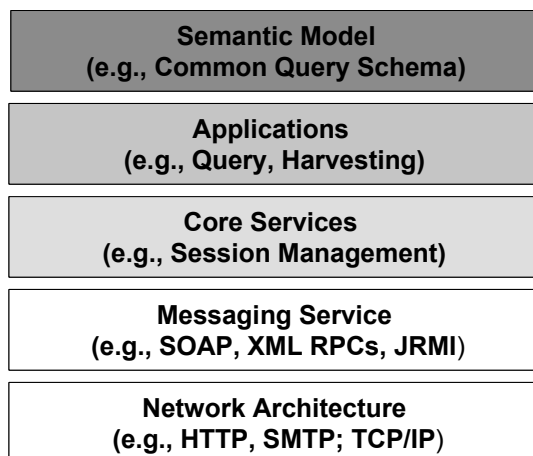 Semantic Model
(e.g., Common Query Schema)
Applications
(e.g., Query, Harvesting)
Core Services
(e.g., Session Management)
Messaging Service
(e.g., SOAP, XML RPCs, JRMI)
Network Architecture
(e.g., HTTP, SMTP; TCP/IP)